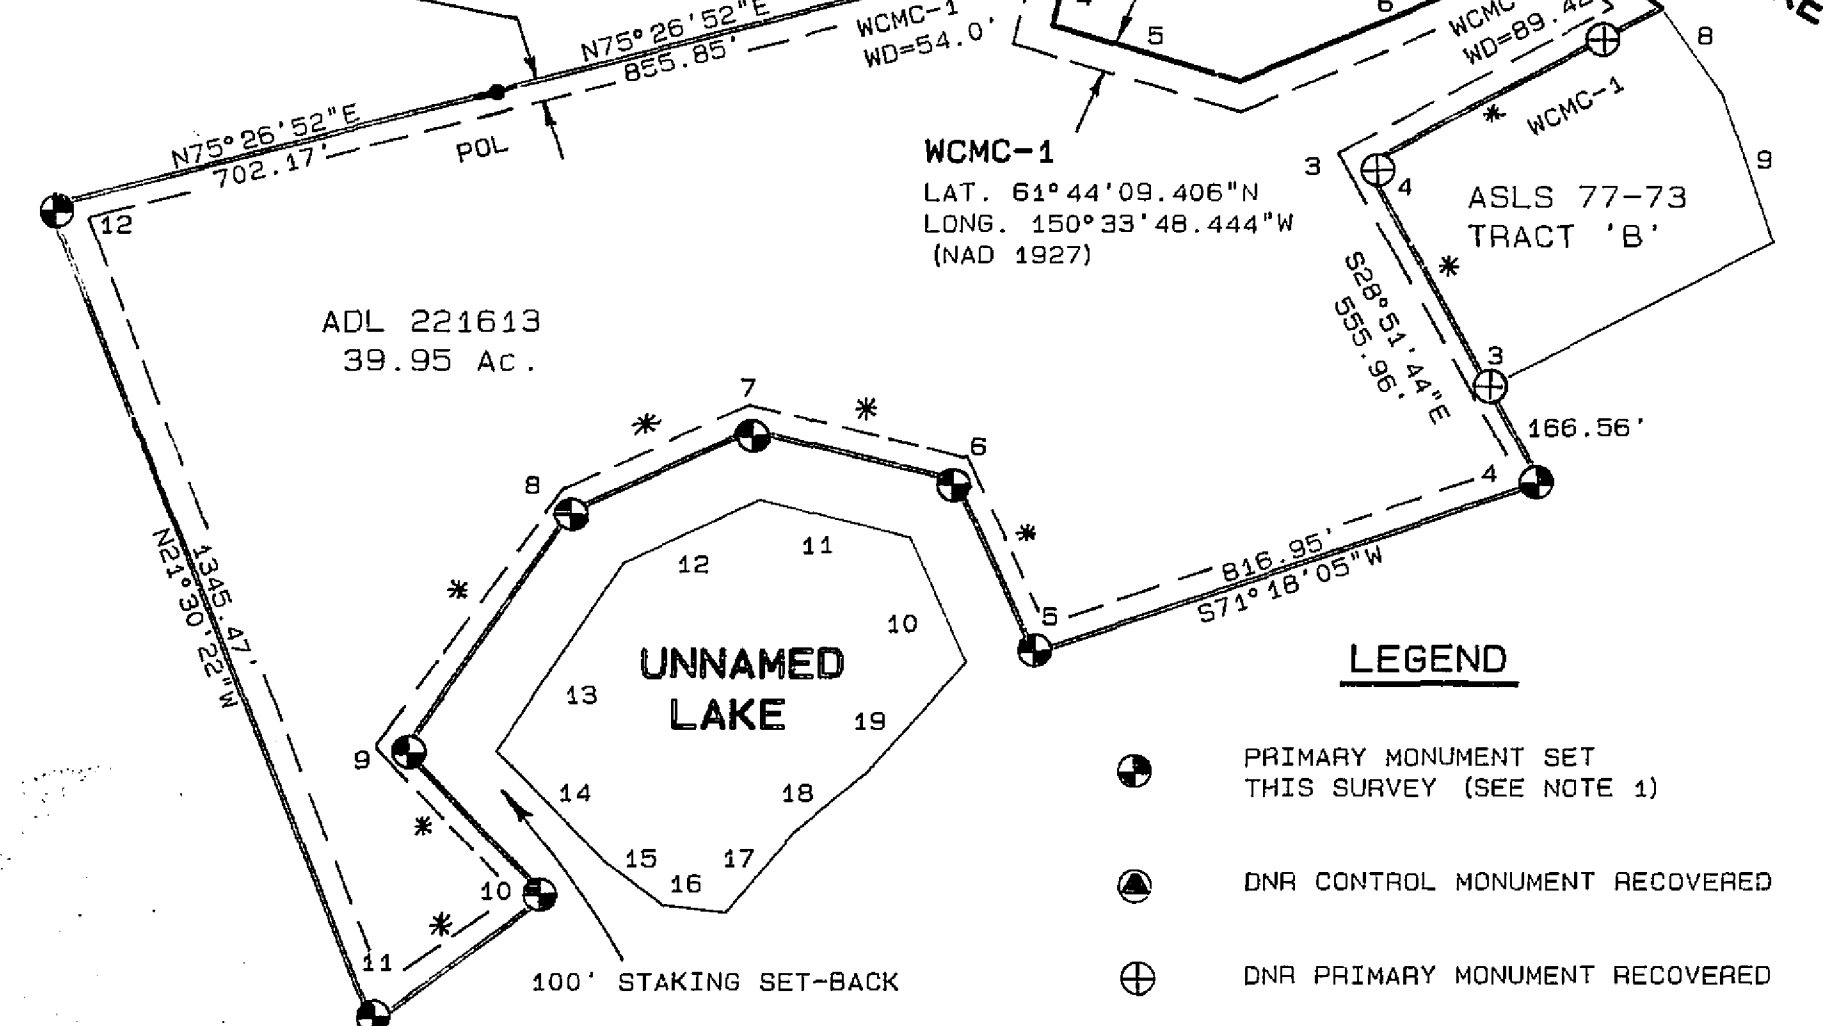 N75°26'52"E
855.85'
WCMC-1
WD=54.0'
4
5
6
WCMC
WD=89.42
8
N75°26'52"E
702.17'
POL
12
WCMC-1
LAT. 61°44'09.406"N
LONG. 150°33'48.444"W
(NAD 1927)
*
WCMC-1
3
4
9
ASLS 77-73
TRACT 'B'
*
S28°51'44"E
555.96'
3
166.56'
4
ADL 221613
39.95 Ac.
7
*
*
6
8
*
5
816.95'
S71°18'05"W
12
11
10
*
UNNAMED
LAKE
13
19
14
18
15
16
17
N21°30'22"W
1345.47'
9
*
10
*
11
100' STAKING SET-BACK
LEGEND
PRIMARY MONUMENT SET
THIS SURVEY (SEE NOTE 1)
DNR CONTROL MONUMENT RECOVERED
DNR PRIMARY MONUMENT RECOVERED